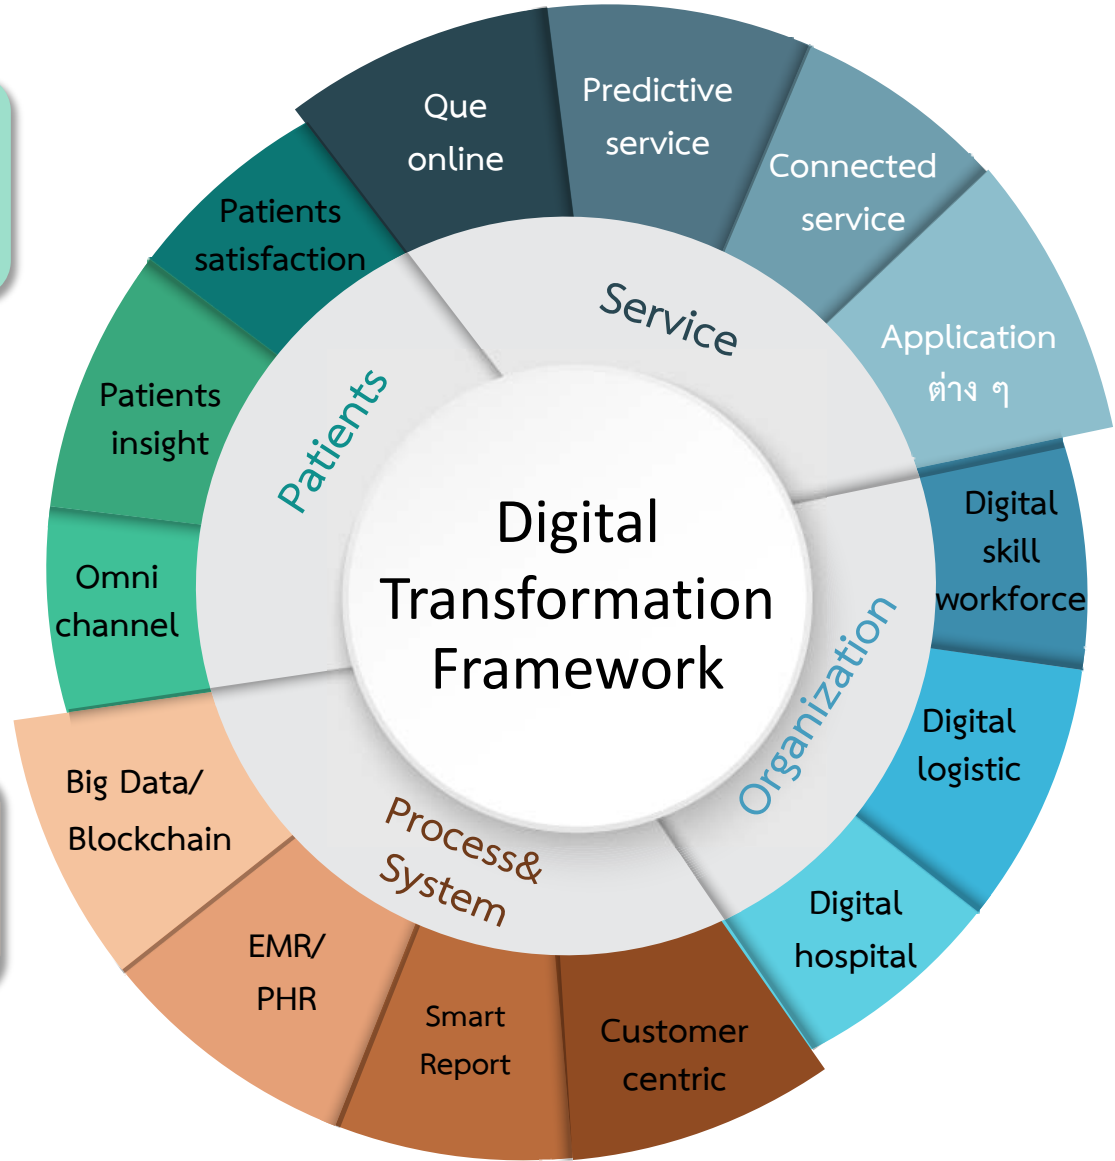 Digital
Transformation
Framework
Service
Que
online
Predictive
service
Connected
service
Application
ต่าง ๆ
Organization
Digital
skill
workforce
Digital
logistic
Digital
hospital
Process&
System
Customer
centric
Smart
Report
EMR/
PHR
Big Data/
Blockchain
Patients
Omni
channel
Patients
insight
Patients
satisfaction